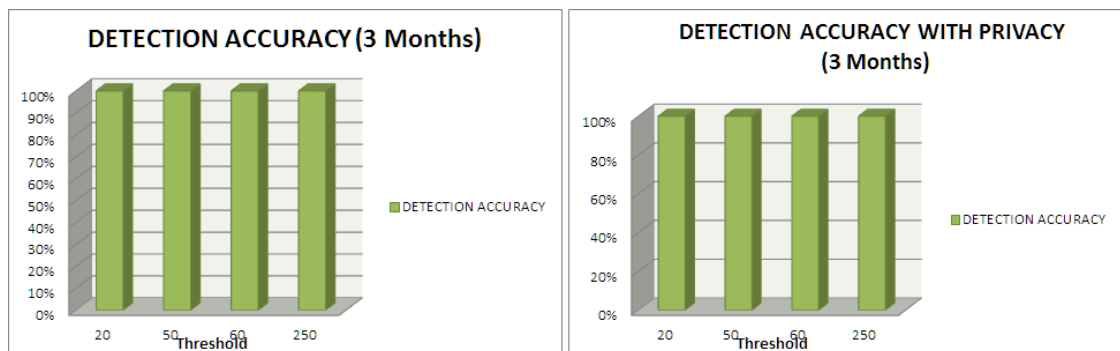 DETECTION ACCURACY (3 Months)
100%
90%
80%
70%
60%
50%
40%
30%
20%
10%
0%
20 50 60 250
Threshold
DETECTION ACCURACY
DETECTION ACCURACY WITH PRIVACY
(3 Months)
100%
80%
60%
40%
20%
0%
20 50 60 250
Threshold
DETECTION ACCURACY